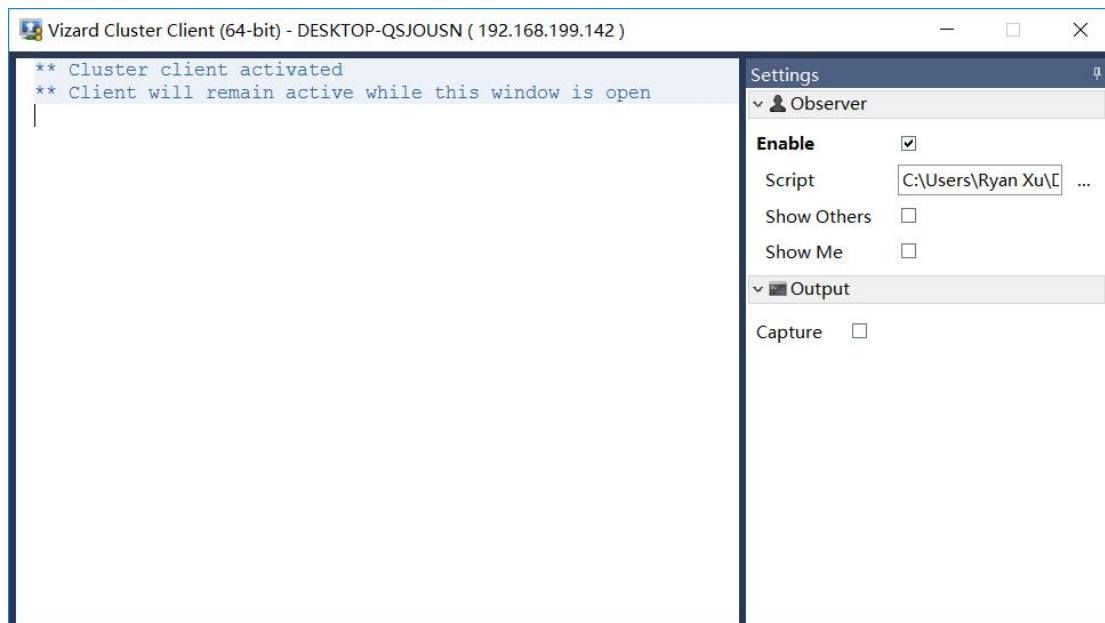 Vizard Cluster Client (64-bit) - DESKTOP-QSJOUSN ( 192.168.199.142 )
** Cluster client activated
** Client will remain active while this window is open
Settings
Observer
Enable
Script C:\Users\Ryan Xu\D ...
Show Others
Show Me
Output
Capture